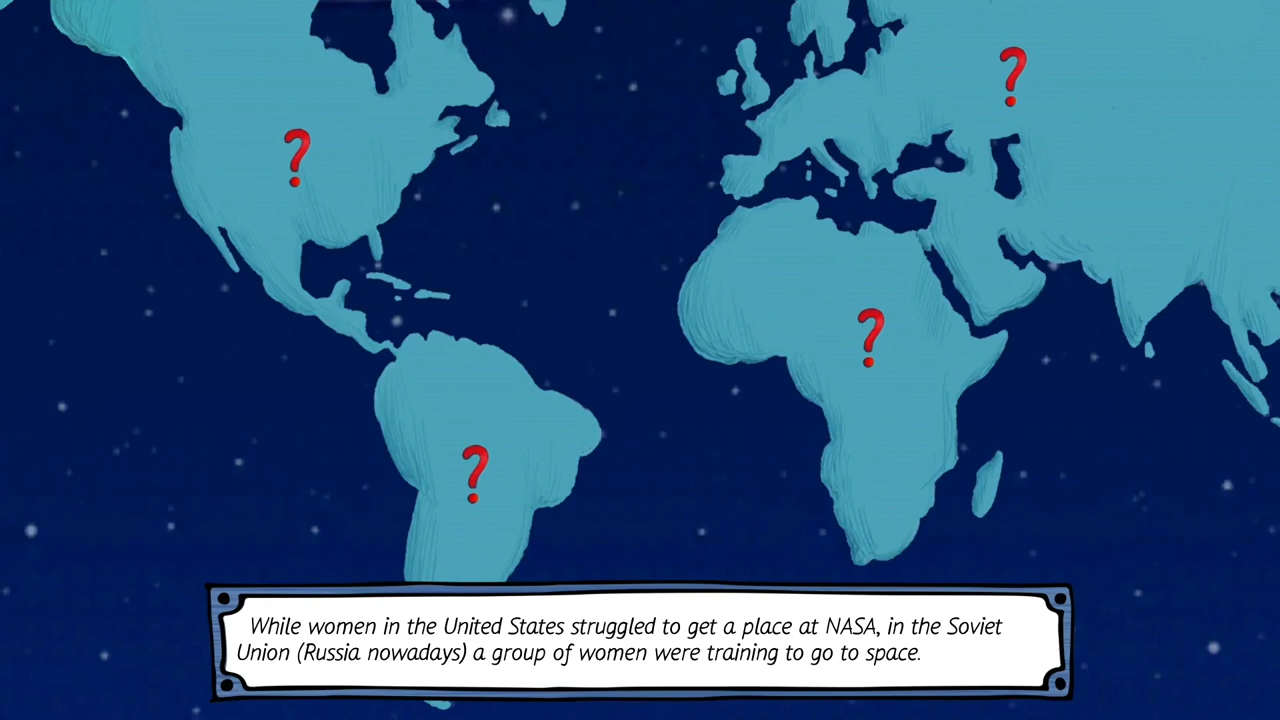 ?
?
?
?
While women in the United States struggled to get a place at NASA, in the Soviet
Union (Russia nowadays) a group of women were training to go to space.